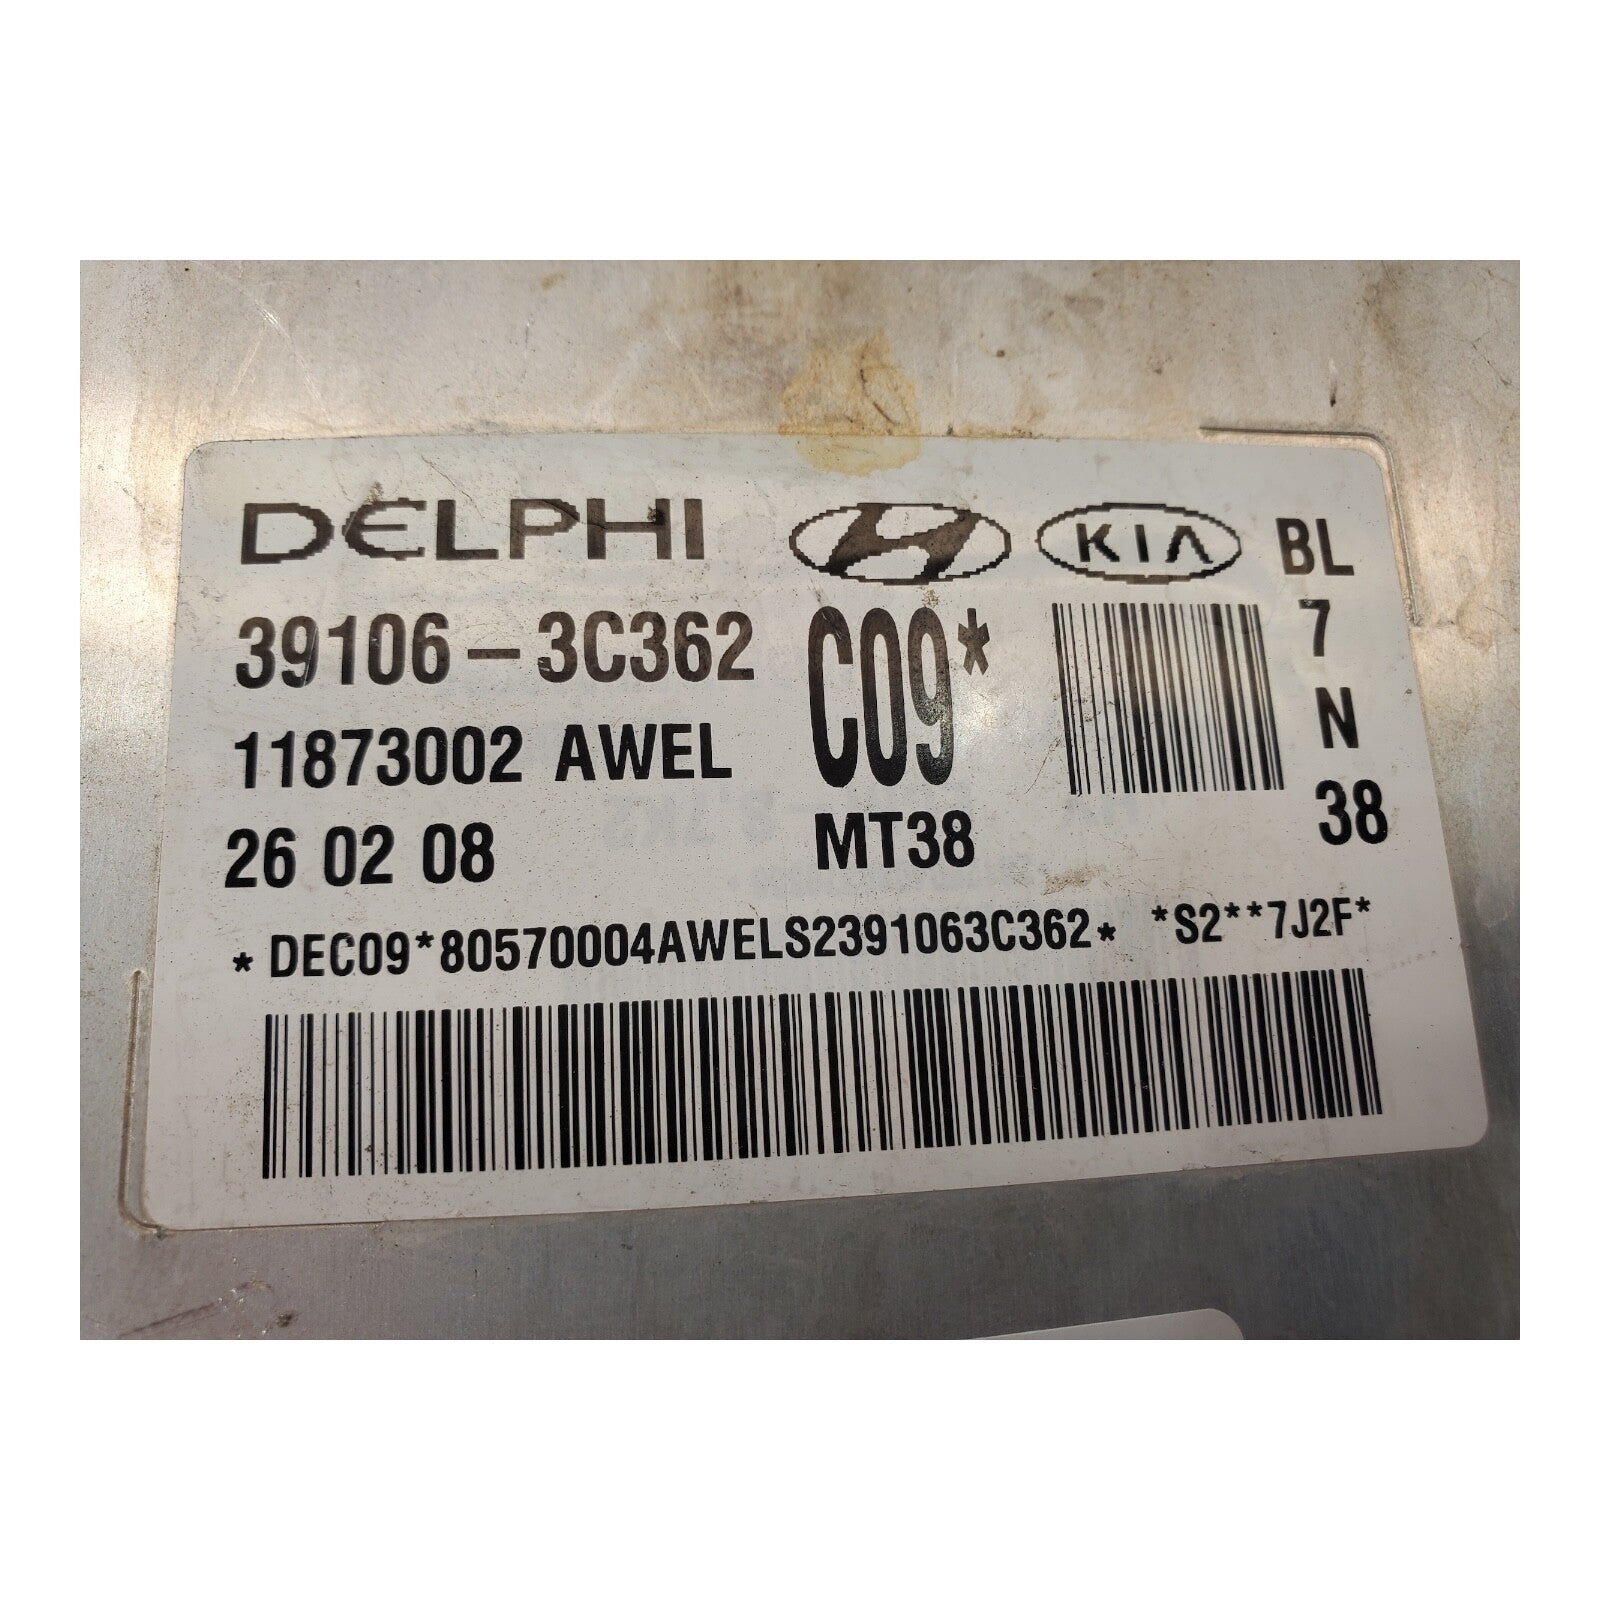 DELPHI KIA BL
39106-3C362 C09* 7
11873002 AWEL N
26 02 08 MT38 38
*DEC09*80570004AWELS2391063C362* *S2**7J2F*